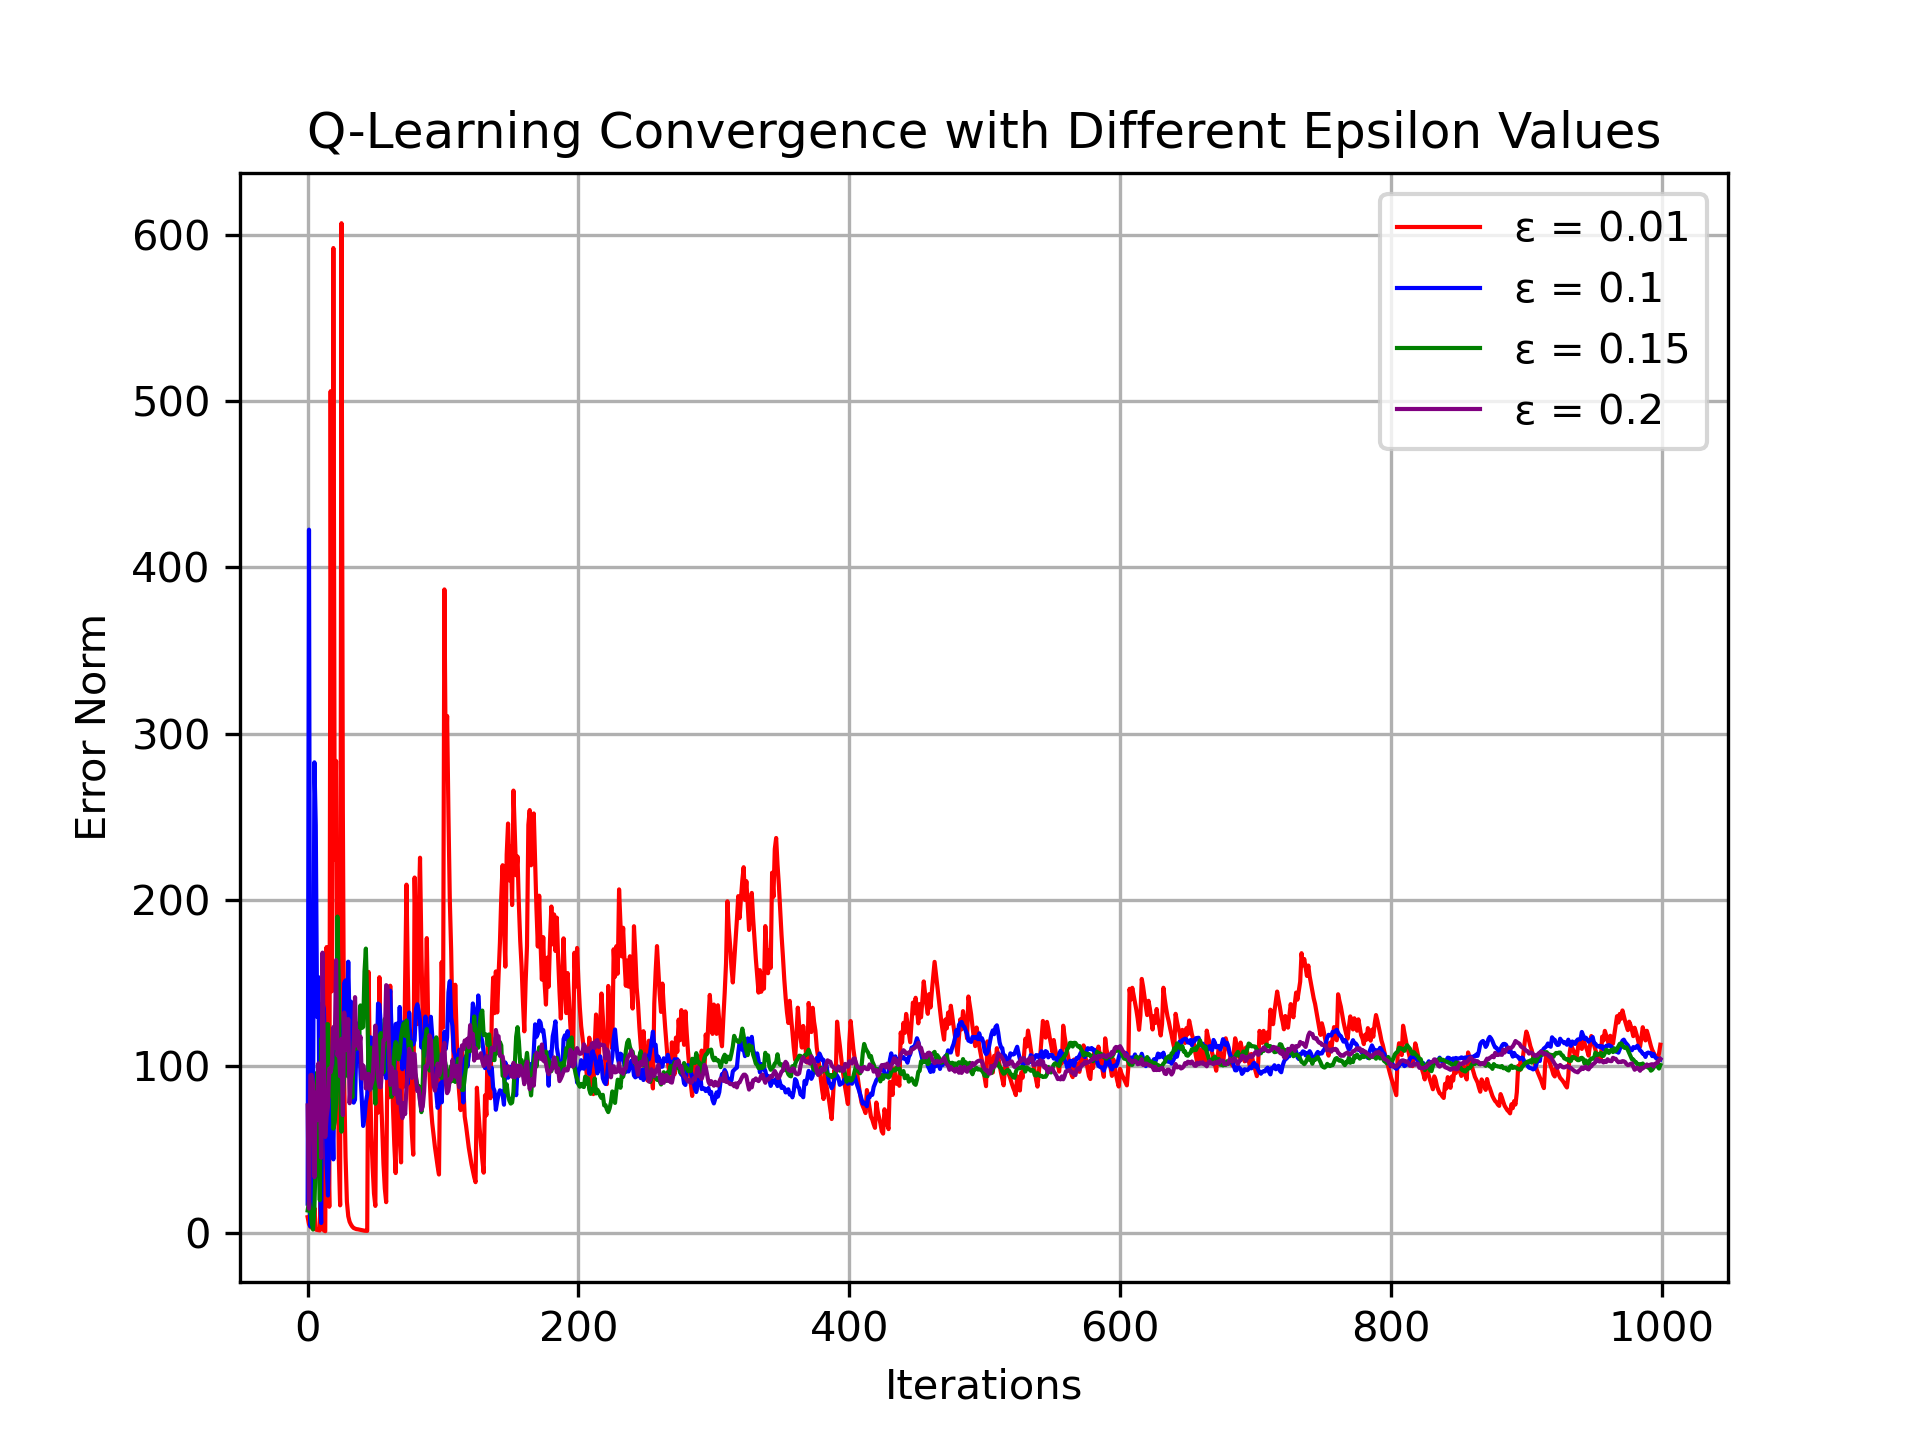 Q-Learning Convergence with Different Epsilon Values
ε = 0.01
ε = 0.1
ε = 0.15
ε = 0.2
Error Norm
600
500
400
300
200
100
0
0 200 400 600 800 1000
Iterations